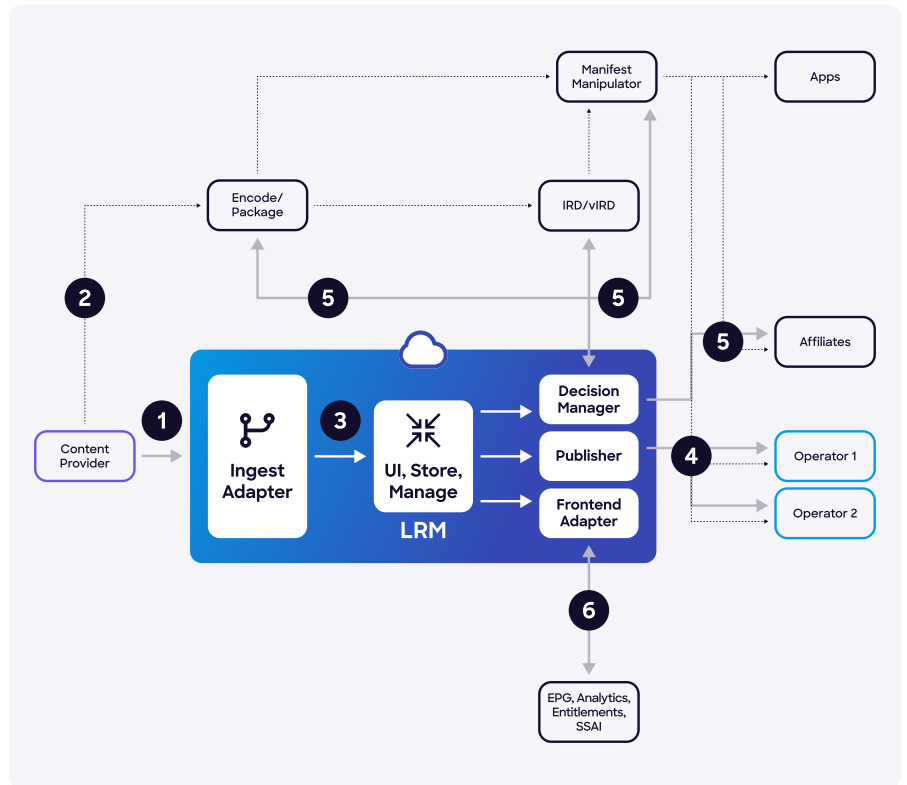 Manifest
Manipulator
Apps
Encode/
Package
IRD/vIRD
2
5
5
5
Affiliates
Content
Provider
1
Ingest
Adapter
3
UI, Store,
Manage
LRM
Decision
Manager
Publisher
Frontend
Adapter
4
Operator 1
Operator 2
6
EPG, Analytics,
Entitlements,
SSAI